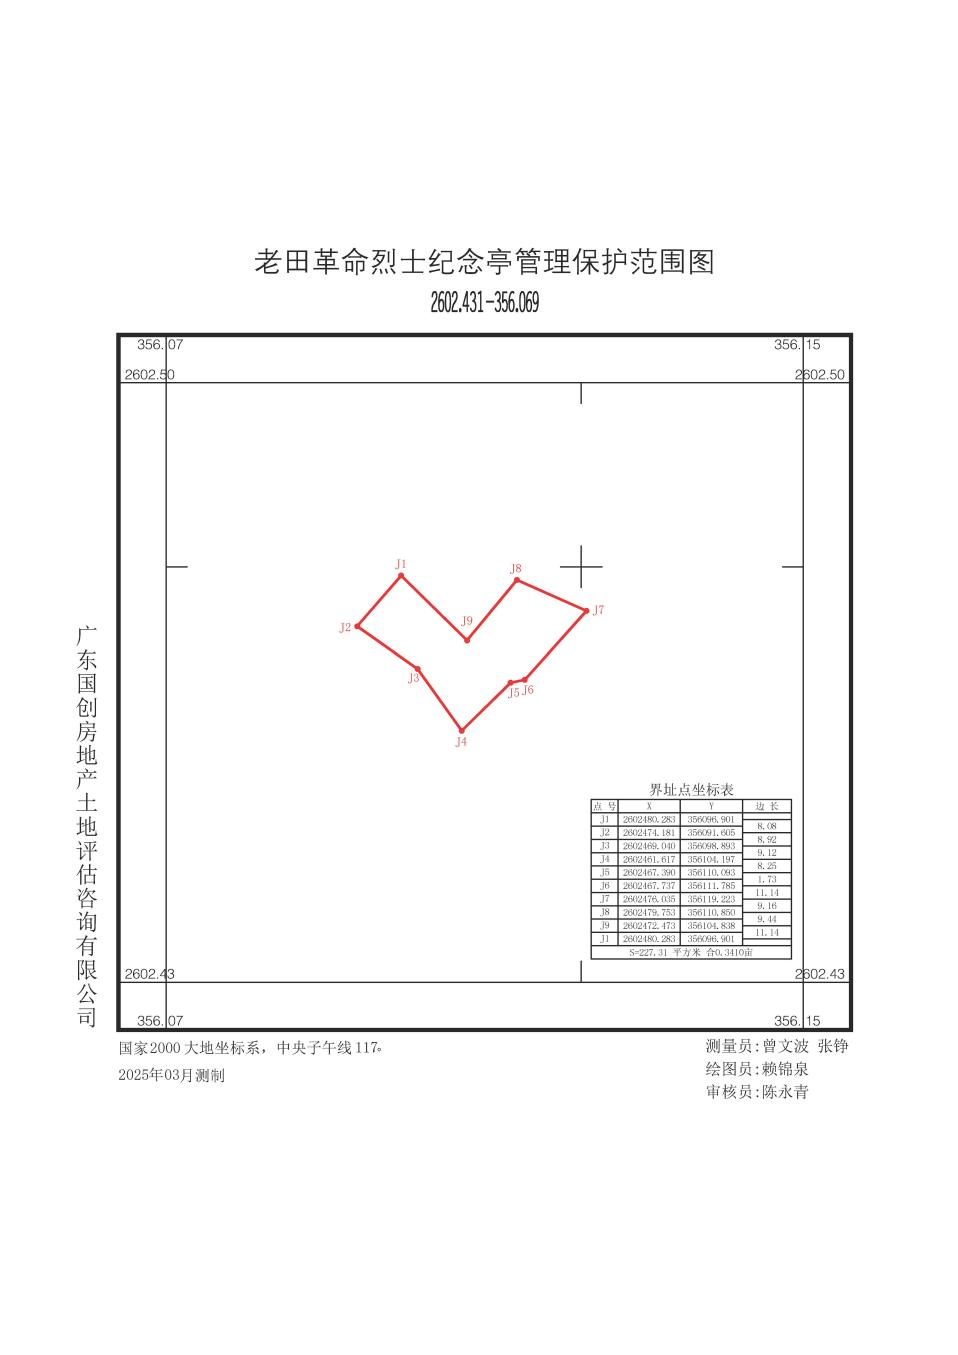 老田革命烈士纪念亭管理保护范围图
2602.431-356.069
356.07
356.15
2602.50
2602.50
J1
J8
J9
J7
J2
J3
J5
J6
J4
广东国创房地产土地评估咨询有限公司
界址点坐标表
点 号 X Y 边 长
J1 2602480.283 356096.901
8.08
J2 2602474.181 356091.605
8.92
J3 2602469.040 356098.893
9.12
J4 2602461.617 356104.197
8.25
J5 2602467.390 356110.093
1.73
J6 2602467.737 356111.785
11.14
J7 2602476.035 356119.223
9.16
J8 2602479.753 356110.850
9.44
J9 2602472.473 356104.838
11.14
J1 2602480.283 356096.901
S=227.31 平方米 合0.3410亩
2602.43
2602.43
356.07
356.15
国家2000大地坐标系，中央子午线117。
2025年03月测制
测量员:曾文波 张铮
绘图员:赖锦泉
审核员:陈永青